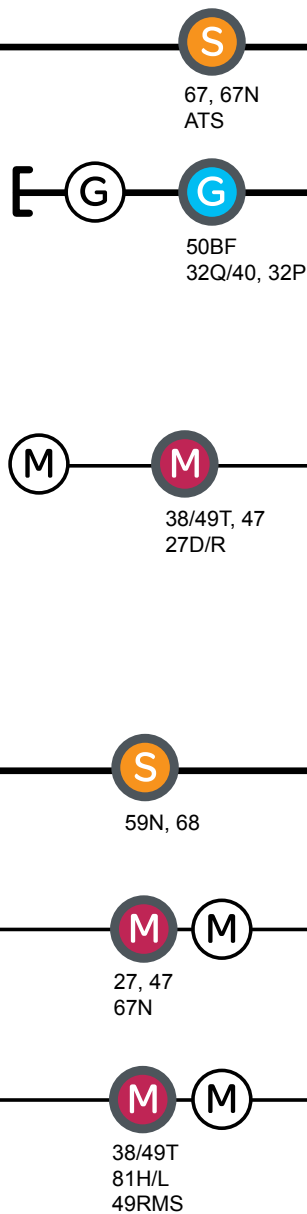 S
67, 67N
ATS
G G
50BF
32Q/40, 32P
M M
38/49T, 47
27D/R
S
59N, 68
M M
27, 47
67N
M M
38/49T
81H/L
49RMS